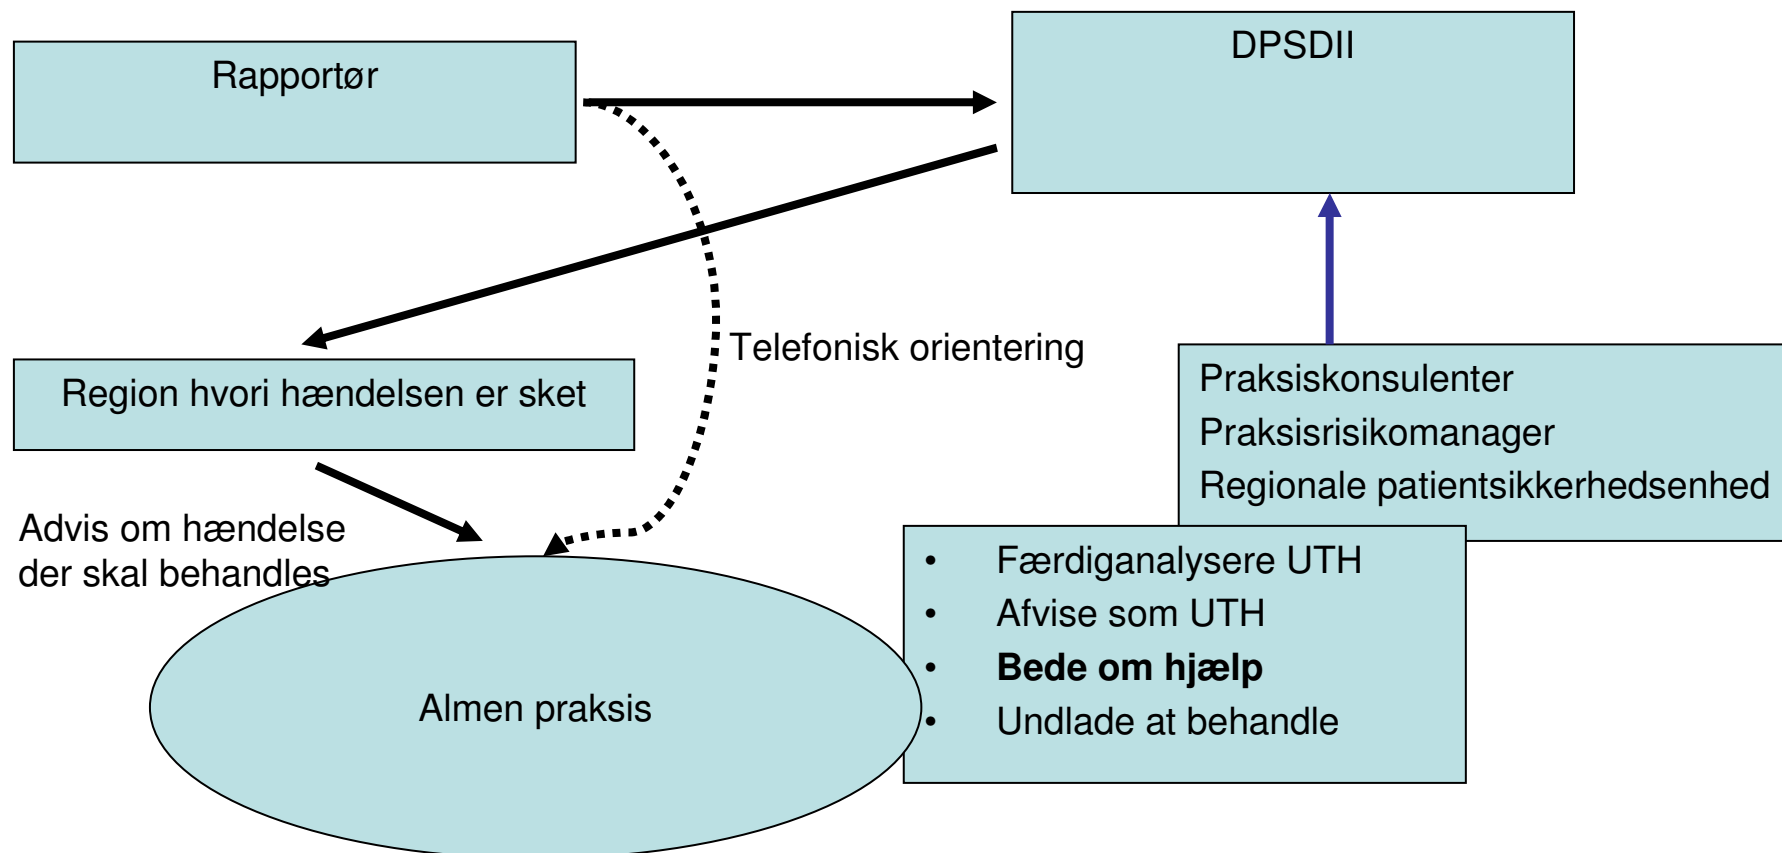 Rapportør
DPSDII
Telefonisk orientering
Region hvori hændelsen er sket
Praksiskonsulenter
Praksisrisikomanager
Regionale patientsikkerhedsenhed
Advis om hændelse
der skal behandles
• Færdiganalysere UTH
• Afvise som UTH
• Bede om hjælp
• Undlade at behandle
Almen praksis